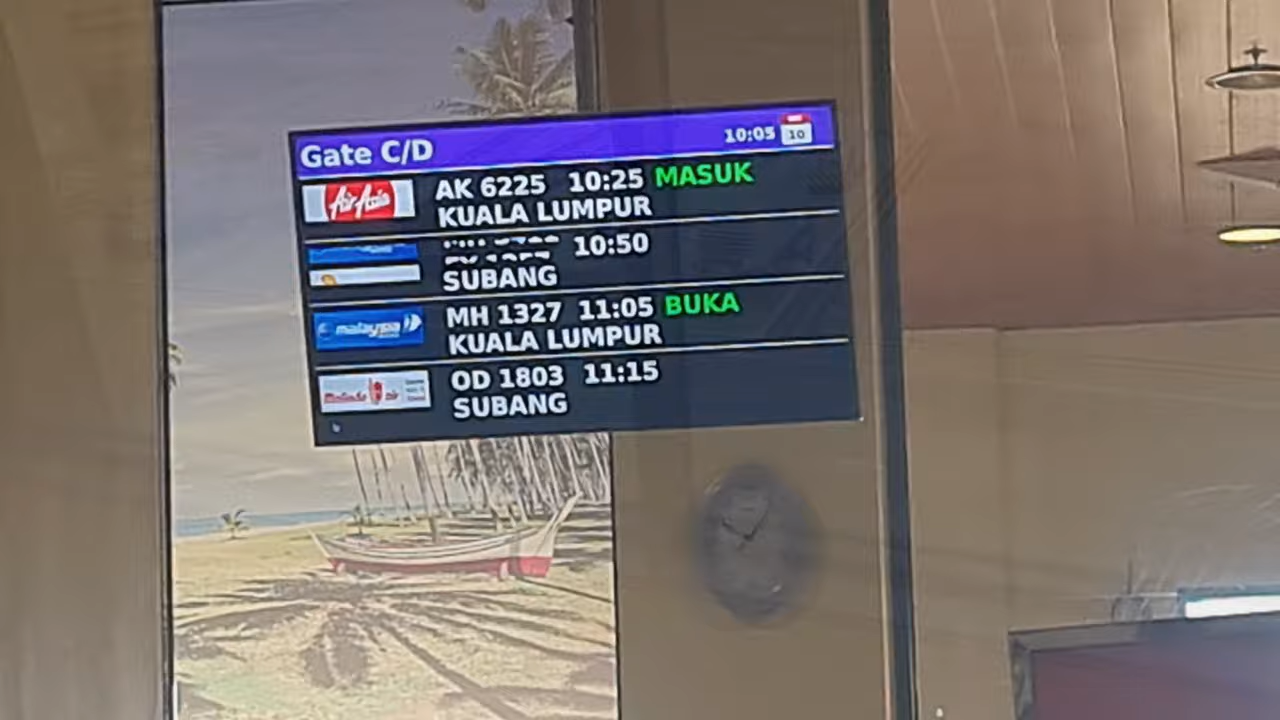 Gate C/D
10:05
10
AirAsia
AK 6225 10:25 MASUK
KUALA LUMPUR
10:50
SUBANG
malaysia
MH 1327 11:05 BUKA
KUALA LUMPUR
Malindo air
OD 1803 11:15
SUBANG